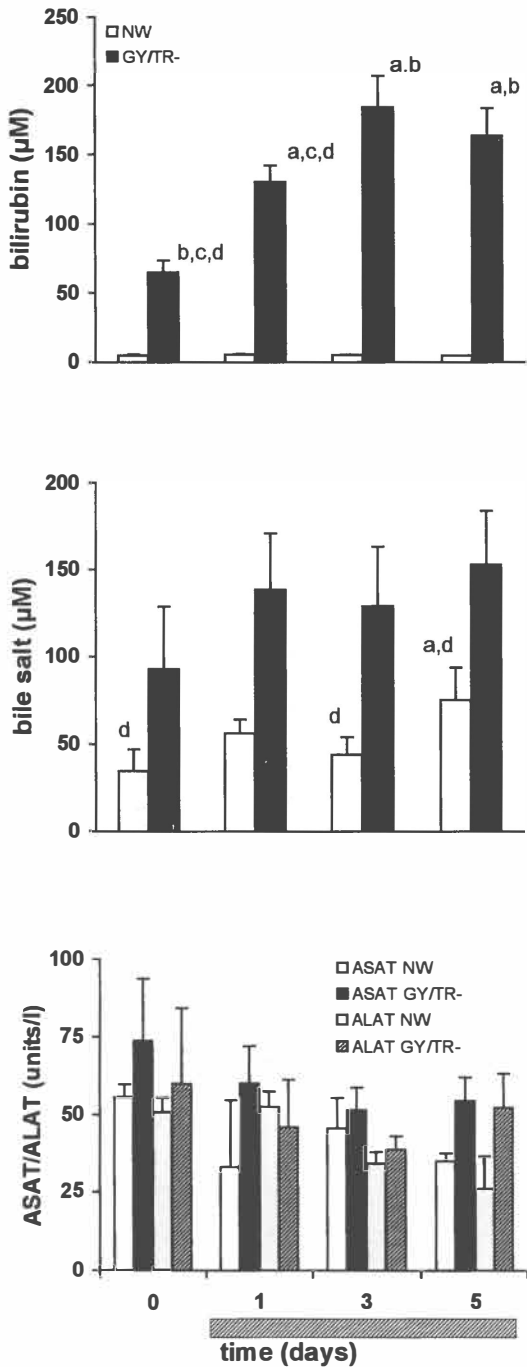 NW
GY/TR-
bilirubin (µM)
250
200
150
100
50
0
b,c,d
a,c,d
a.b
a,b
bile salt (µM)
200
150
100
50
0
d
d
a,d
ASAT/ALAT (units/l)
100
75
50
25
0
ASAT NW
ASAT GY/TR-
ALAT NW
ALAT GY/TR-
0 1 3 5
time (days)